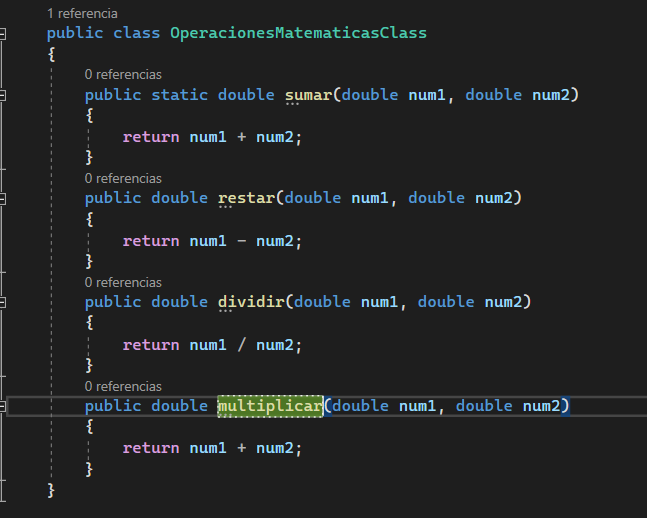 1 referencia
public class OperacionesMatematicasClass
{
0 referencias
public static double sumar(double num1, double num2)
{
return num1 + num2;
}
0 referencias
public double restar(double num1, double num2)
{
return num1 - num2;
}
0 referencias
public double dividir(double num1, double num2)
{
return num1 / num2;
}
0 referencias
public double multiplicar(double num1, double num2)
{
return num1 + num2;
}
}